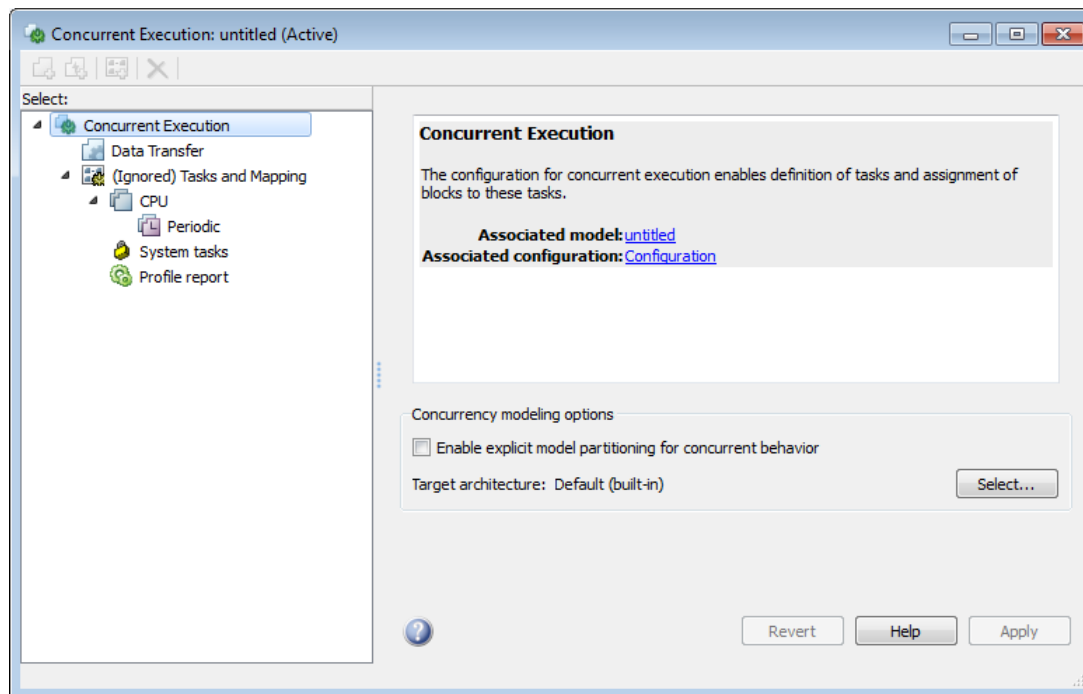 Concurrent Execution: untitled (Active)
Select:
Concurrent Execution
Data Transfer
(Ignored) Tasks and Mapping
CPU
Periodic
System tasks
Profile report
Concurrent Execution
The configuration for concurrent execution enables definition of tasks and assignment of
blocks to these tasks.
Associated model: untitled
Associated configuration: Configuration
Concurrency modeling options
Enable explicit model partitioning for concurrent behavior
Target architecture: Default (built-in)
Select...
?
Revert
Help
Apply